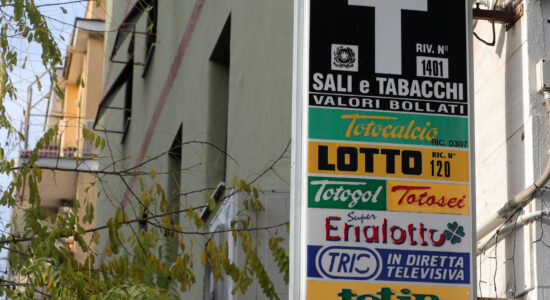 T
RIV. N°
1401
SALI e TABACCHI
VALORI BOLLATI
Totocalcio
RIC. 0307
LOTTO RIC. N° 120
Totogol Totosei
Super
Enalotto
TRIS IN DIRETTA
TELEVISIVA
totip